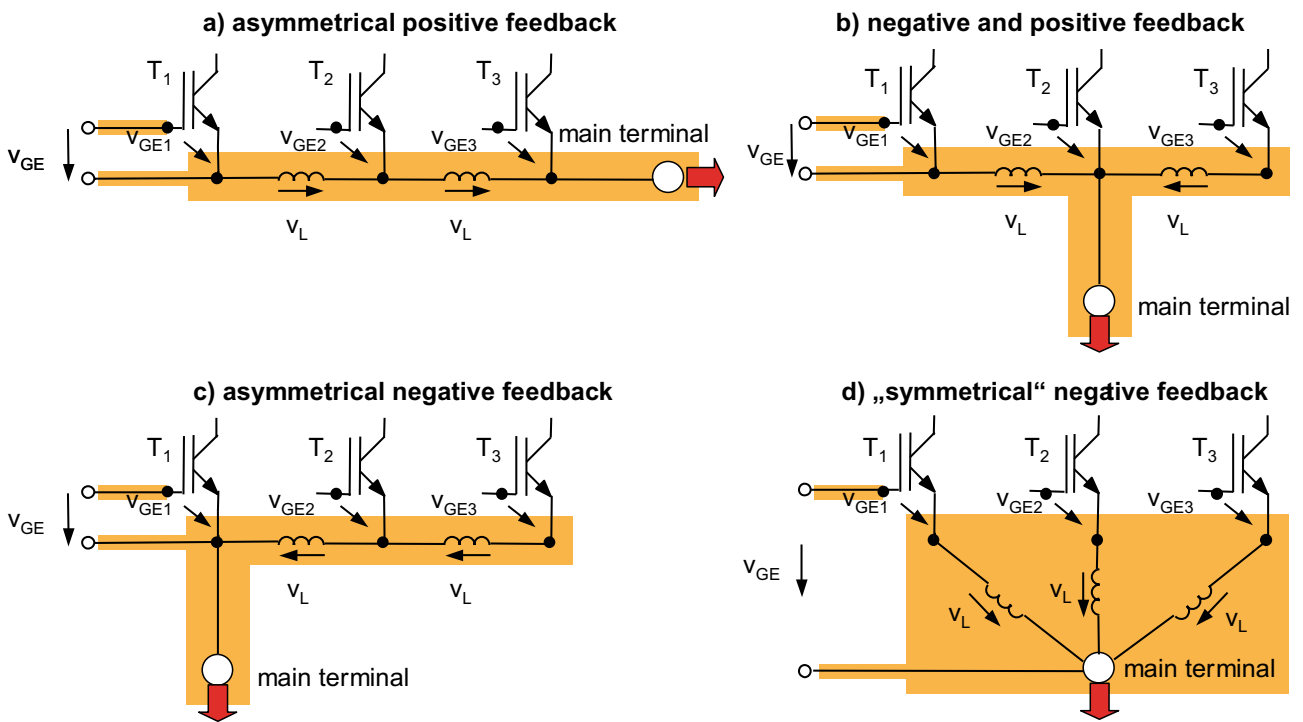 a) asymmetrical positive feedback
T1
T2
T3
vGE1
vGE2
vGE3
main terminal
vGE
vL
vL
b) negative and positive feedback
T1
T2
T3
vGE1
vGE2
vGE3
vGE
vL
vL
main terminal
c) asymmetrical negative feedback
T1
T2
T3
vGE1
vGE2
vGE3
vGE
vL
vL
main terminal
d) „symmetrical“ negative feedback
T1
T2
T3
vGE1
vGE2
vGE3
vGE
vL
vL
vL
main terminal